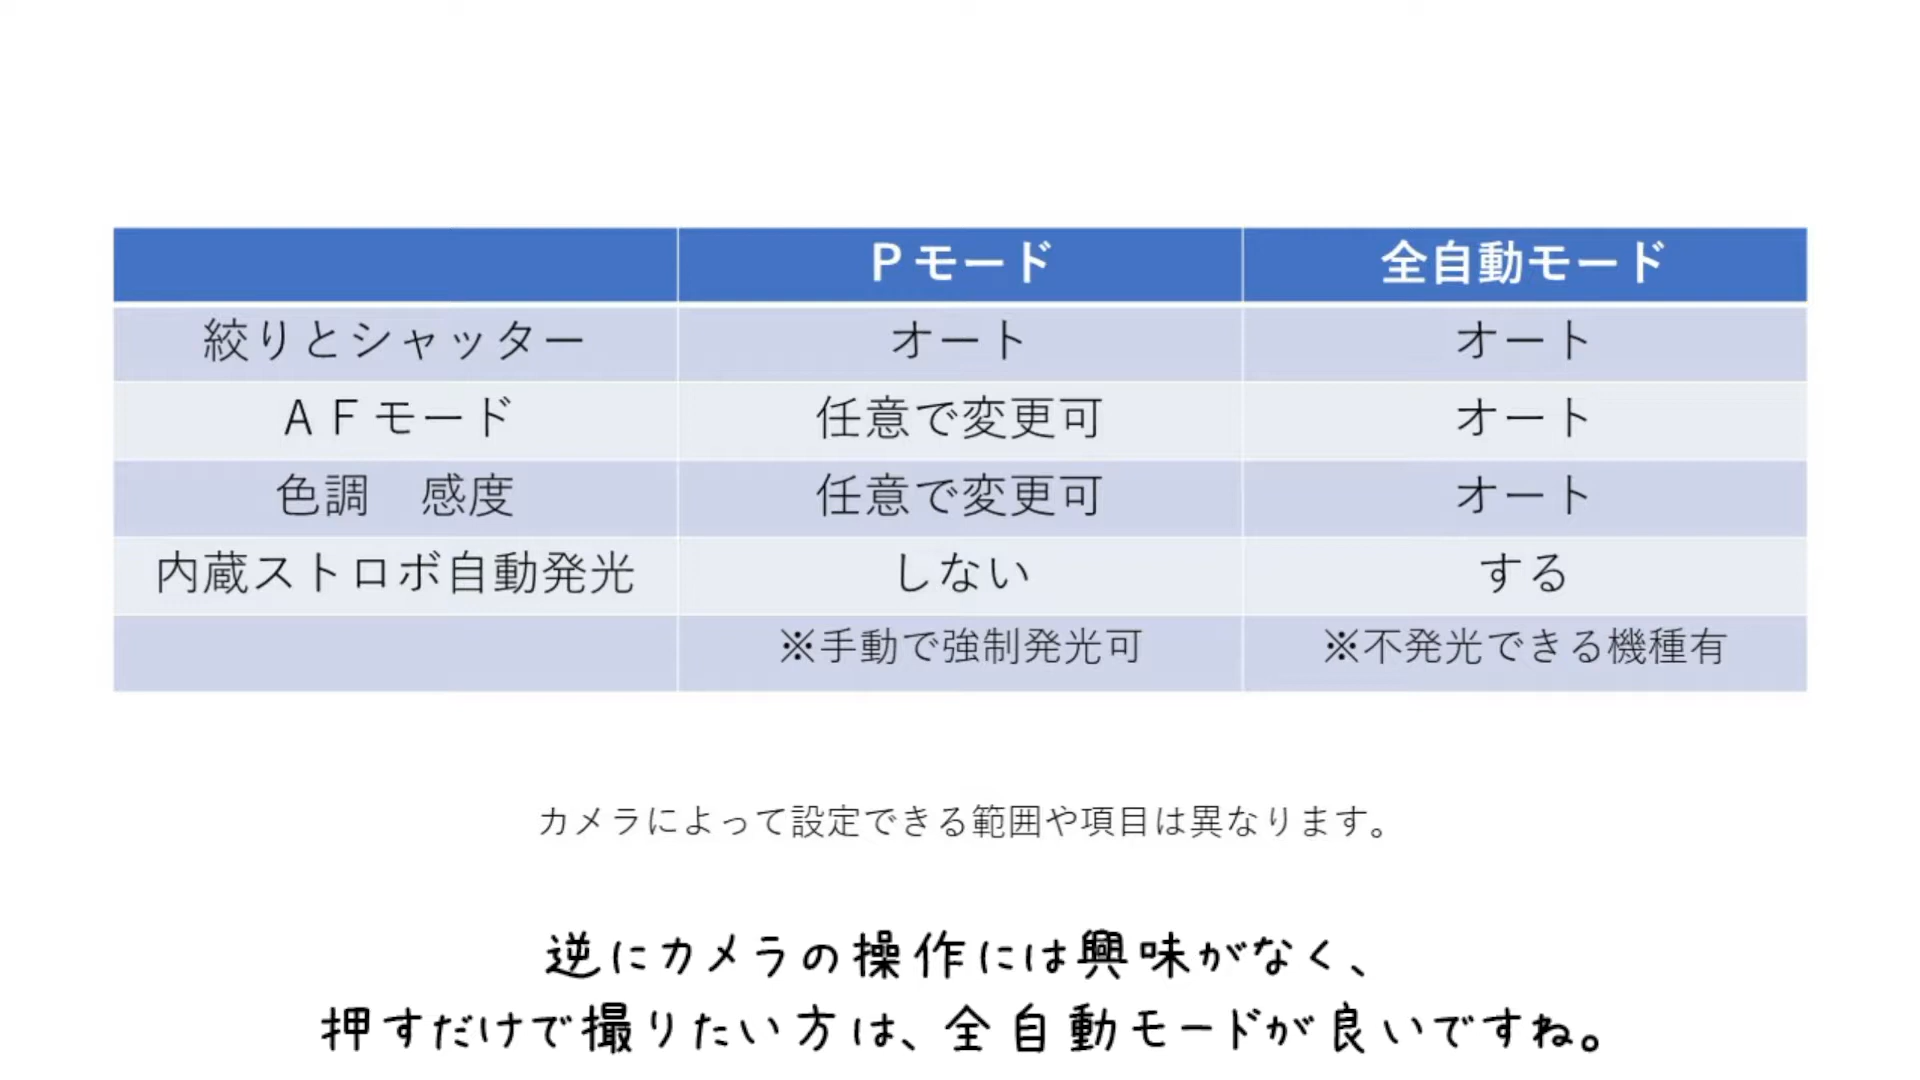 Pモード 全自動モード
絞りとシャッター オート オート
AFモード 任意で変更可 オート
色調　感度 任意で変更可 オート
内蔵ストロボ自動発光 しない する
※手動で強制発光可 ※不発光できる機種有
カメラによって設定できる範囲や項目は異なります。
逆にカメラの操作には興味がなく、
押すだけで撮りたい方は、全自動モードが良いですね。